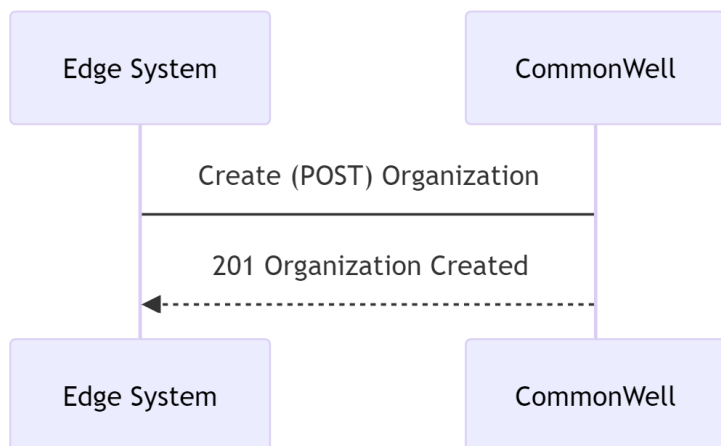 Edge System
CommonWell
Create (POST) Organization
201 Organization Created
Edge System
CommonWell